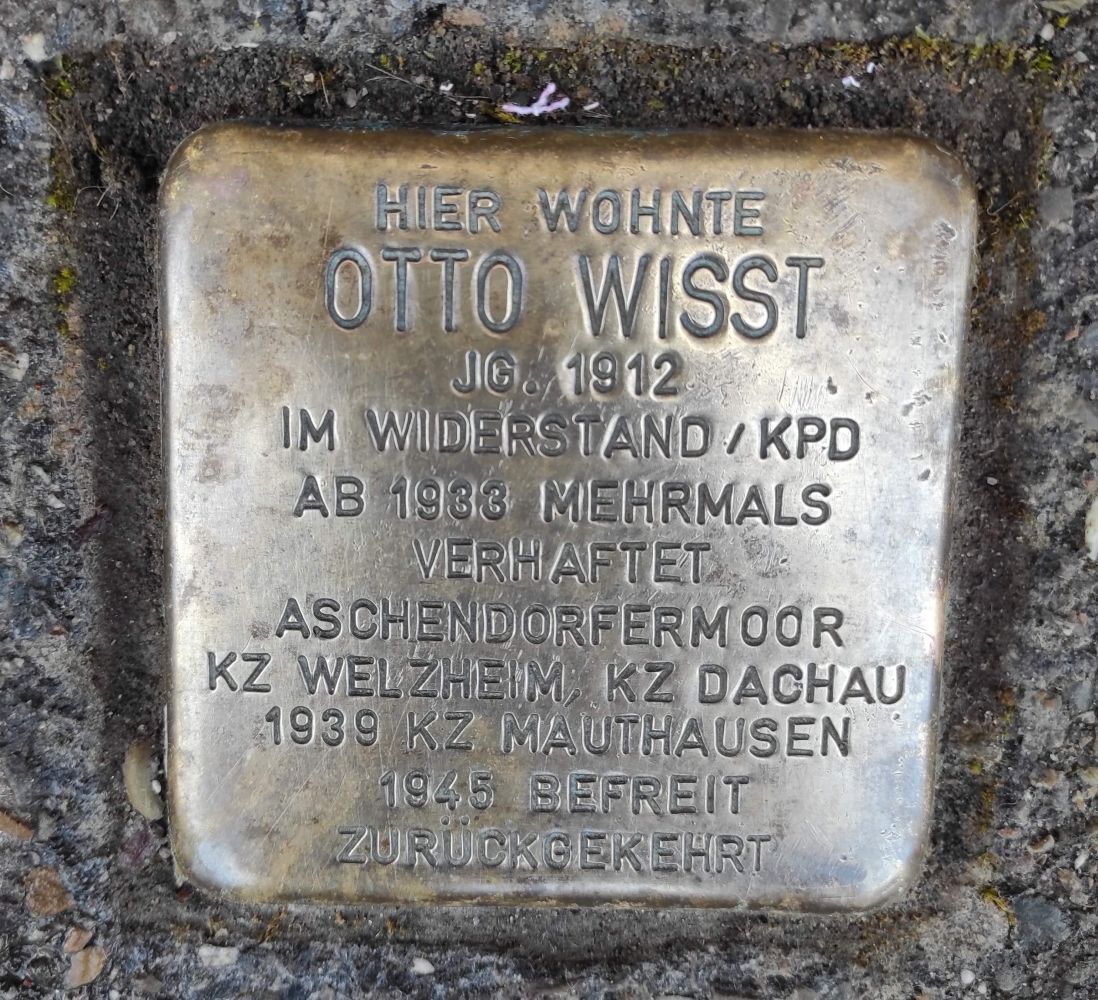 HIER WOHNTE
OTTO WISST
JG. 1912
IM WIDERSTAND / KPD
AB 1933 MEHRMALS
VERHAFTET
ASCHENDORFERMOOR
KZ WELZHEIM, KZ DACHAU
1939 KZ MAUTHAUSEN
1945 BEFREIT
ZURÜCKGEKEHRT